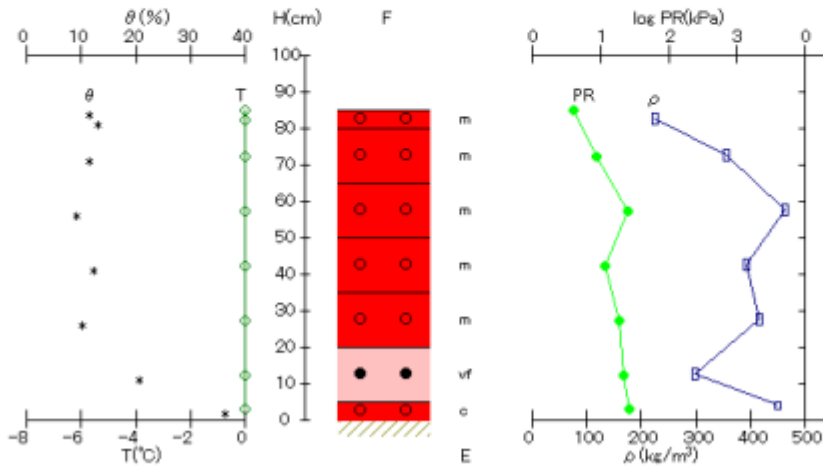 θ(%) H(cm) F log PR(kPa)
0 10 20 30 40 0 1 2 3 4
100
90
θ T PR ρ
80 m
70 m
60
m
50
40 m
30
m
20
10 vf
0 c
-8 -6 -4 -2 0 0 100 200 300 400 500
T(℃) E ρ(kg/m³)